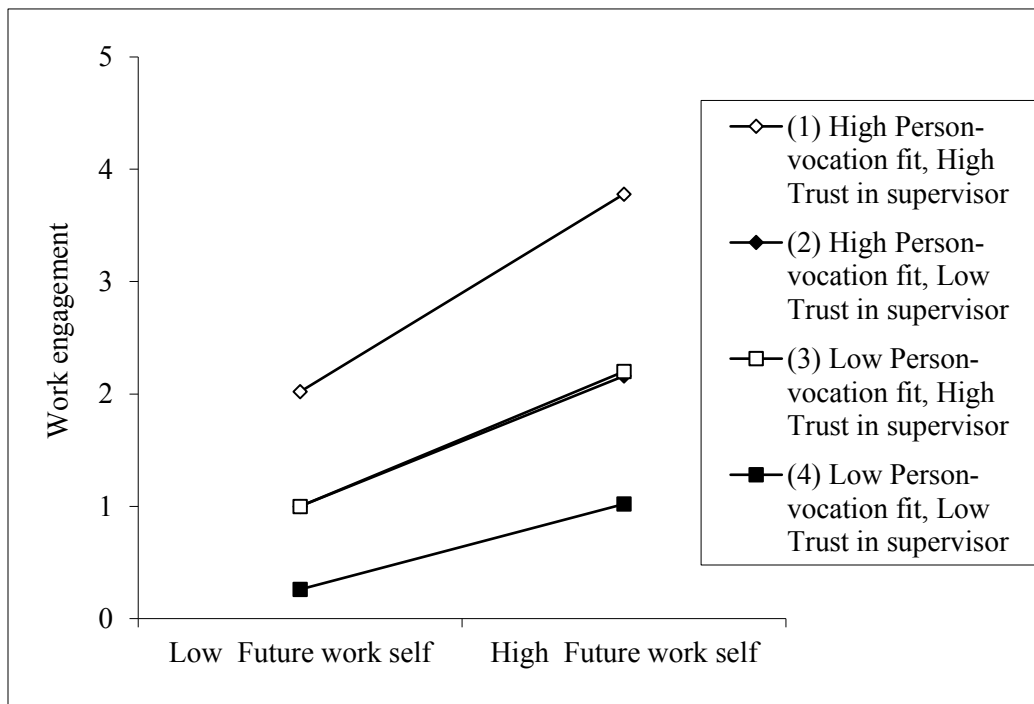 5
4
3
2
1
0
Work engagement
Low Future work self
High Future work self
(1) High Person-
vocation fit, High
Trust in supervisor
(2) High Person-
vocation fit, Low
Trust in supervisor
(3) Low Person-
vocation fit, High
Trust in supervisor
(4) Low Person-
vocation fit, Low
Trust in supervisor